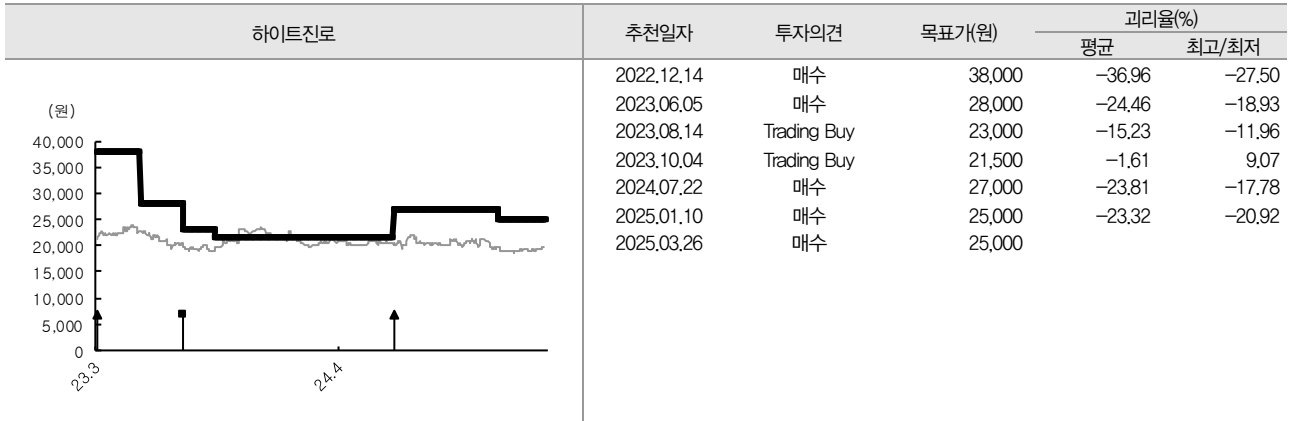 하이트진로
(원)
40,000
35,000
30,000
25,000
20,000
15,000
10,000
5,000
0
23.3
24.4
추천일자 투자의견 목표가(원) 괴리율(%)
평균 최고/최저
2022.12.14 매수 38,000 -36.96 -27.50
2023.06.05 매수 28,000 -24.46 -18.93
2023.08.14 Trading Buy 23,000 -15.23 -11.96
2023.10.04 Trading Buy 21,500 -1.61 9.07
2024.07.22 매수 27,000 -23.81 -17.78
2025.01.10 매수 25,000 -23.32 -20.92
2025.03.26 매수 25,000